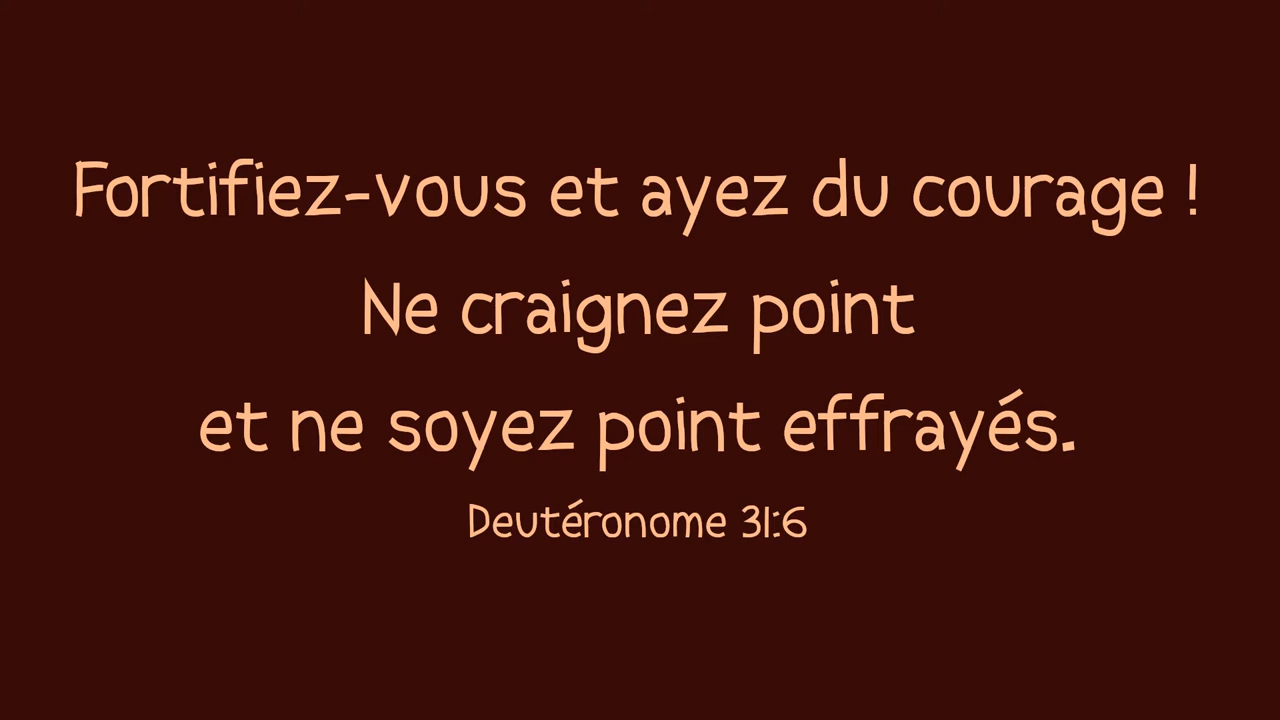 Fortifiez-vous et ayez du courage !
Ne craignez point
et ne soyez point effrayés.
Deutéronome 31:6